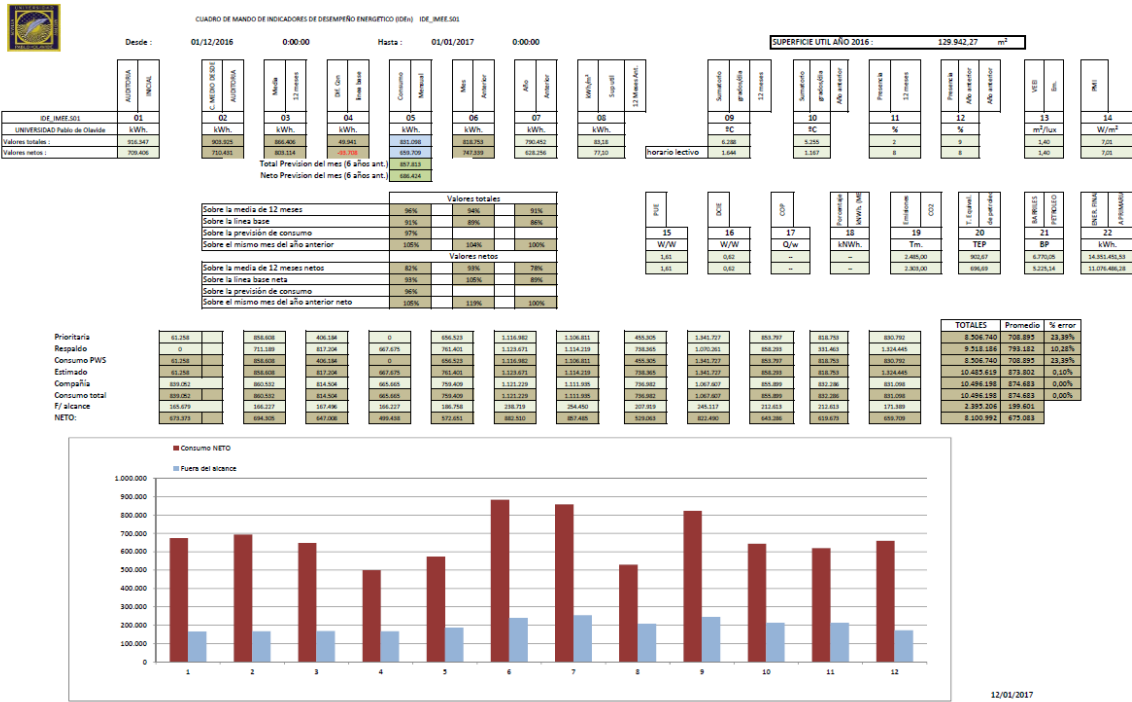 CUADRO DE MANDO DE INDICADORES DE DESEMPEÑO ENERGÉTICO (IDEn) IDE_IMEE.S01
Desde : 01/12/2016 0:00:00 Hasta : 01/01/2017 0:00:00 SUPERFICIE UTIL AÑO 2016 : 129.942,27 m²
AUDITORIA INICIAL
C. MEDIO DESDE AUDITORIA
Media 12 meses
Dif. Con linea base
Consumo Mensual
Mes Anterior
Año Anterior
kWh/m² Sup útil 12 Meses Ant.
Sumatorio grados/día 12 meses
Sumatorio grados/día Año anterior
Presencia 12 meses
Presencia Año anterior Año anterior
VEEI En.
PMI
IDE_IMEE.S01 01 02 03 04 05 06 07 08 09 10 11 12 13 14
UNIVERSIDAD Pablo de Olavide kWh. kWh. kWh. kWh. kWh. kWh. kWh. kWh. ºC ºC % % m²/lux W/m²
Valores totales : 916.347 903.925 866.406 49.941 831.098 818.753 790.452 83,18 6.288 5.255 2 9 1,40 7,01
Valores netos : 709.406 710.431 803.114 747.339 628.256 659.709 77,10 horario lectivo 1.644 1.167 8 8 1,40 7,01
Total Prevision del mes (6 años ant.) 857.813
Neto Prevision del mes (6 años ant.) 686.424
Valores totales
Sobre la media de 12 meses 96% 94% 91%
Sobre la linea base 91% 89% 86%
Sobre la previsión de consumo 97%
Sobre el mismo mes del año anterior 105% 104% 100%
Valores netos
Sobre la media de 12 meses netos 82% 93% 78%
Sobre la linea base neta 93% 105% 89%
Sobre la previsión de consumo 96%
Sobre el mismo mes del año anterior neto 105% 119% 100%
PUE
DCIE
COP
Porcentaje
Emisiones CO2
T. Equival. de petroleo
BARRILES PETROLEO
ENER. FINAL A PRIMARIA
15 16 17 18 19 20 21 22
W/W W/W Q/w kNWh. Tm. TEP BP kWh.
1,61 0,62 -- -- 2.485,00 902,67 6.770,05 14.351.451,53
1,61 0,62 -- -- 2.303,00 696,69 5.225,14 11.076.486,28
TOTALES Promedio % error
Prioritaria 61.258 858.608 406.184 0 656.523 1.116.982 1.106.811 455.305 1.341.727 853.797 818.753 830.792 8.506.740 708.895 23,39%
Respaldo 0 711.189 817.204 667.675 761.401 1.123.671 1.114.219 738.365 1.070.261 858.293 331.463 1.324.445 9.518.186 793.182 10,28%
Consumo PWS 61.258 858.608 406.184 0 656.523 1.116.982 1.106.811 455.305 1.341.727 853.797 818.753 830.792 8.506.740 708.895 23,39%
Estimado 61.258 858.608 817.204 667.675 761.401 1.123.671 1.114.219 738.365 1.341.727 858.293 818.753 1.324.445 10.485.619 873.802 0,10%
Compañía 839.052 860.532 814.504 665.665 759.409 1.121.229 1.111.935 736.982 1.067.607 855.899 832.286 831.098 10.496.198 874.683 0,00%
Consumo total 839.052 860.532 814.504 665.665 759.409 1.121.229 1.111.935 736.982 1.067.607 855.899 832.286 831.098 10.496.198 874.683 0,00%
F/ alcance 165.679 166.227 167.496 166.227 186.758 238.719 254.450 207.919 245.117 212.613 212.613 171.389 2.395.206 199.601
NETO: 673.373 694.305 647.008 499.438 572.651 882.510 857.485 529.063 822.490 643.286 619.673 659.709 8.100.992 675.083
Consumo NETO
Fuera del alcance
1.000.000
900.000
800.000
700.000
600.000
500.000
400.000
300.000
200.000
100.000
0
1 2 3 4 5 6 7 8 9 10 11 12
12/01/2017